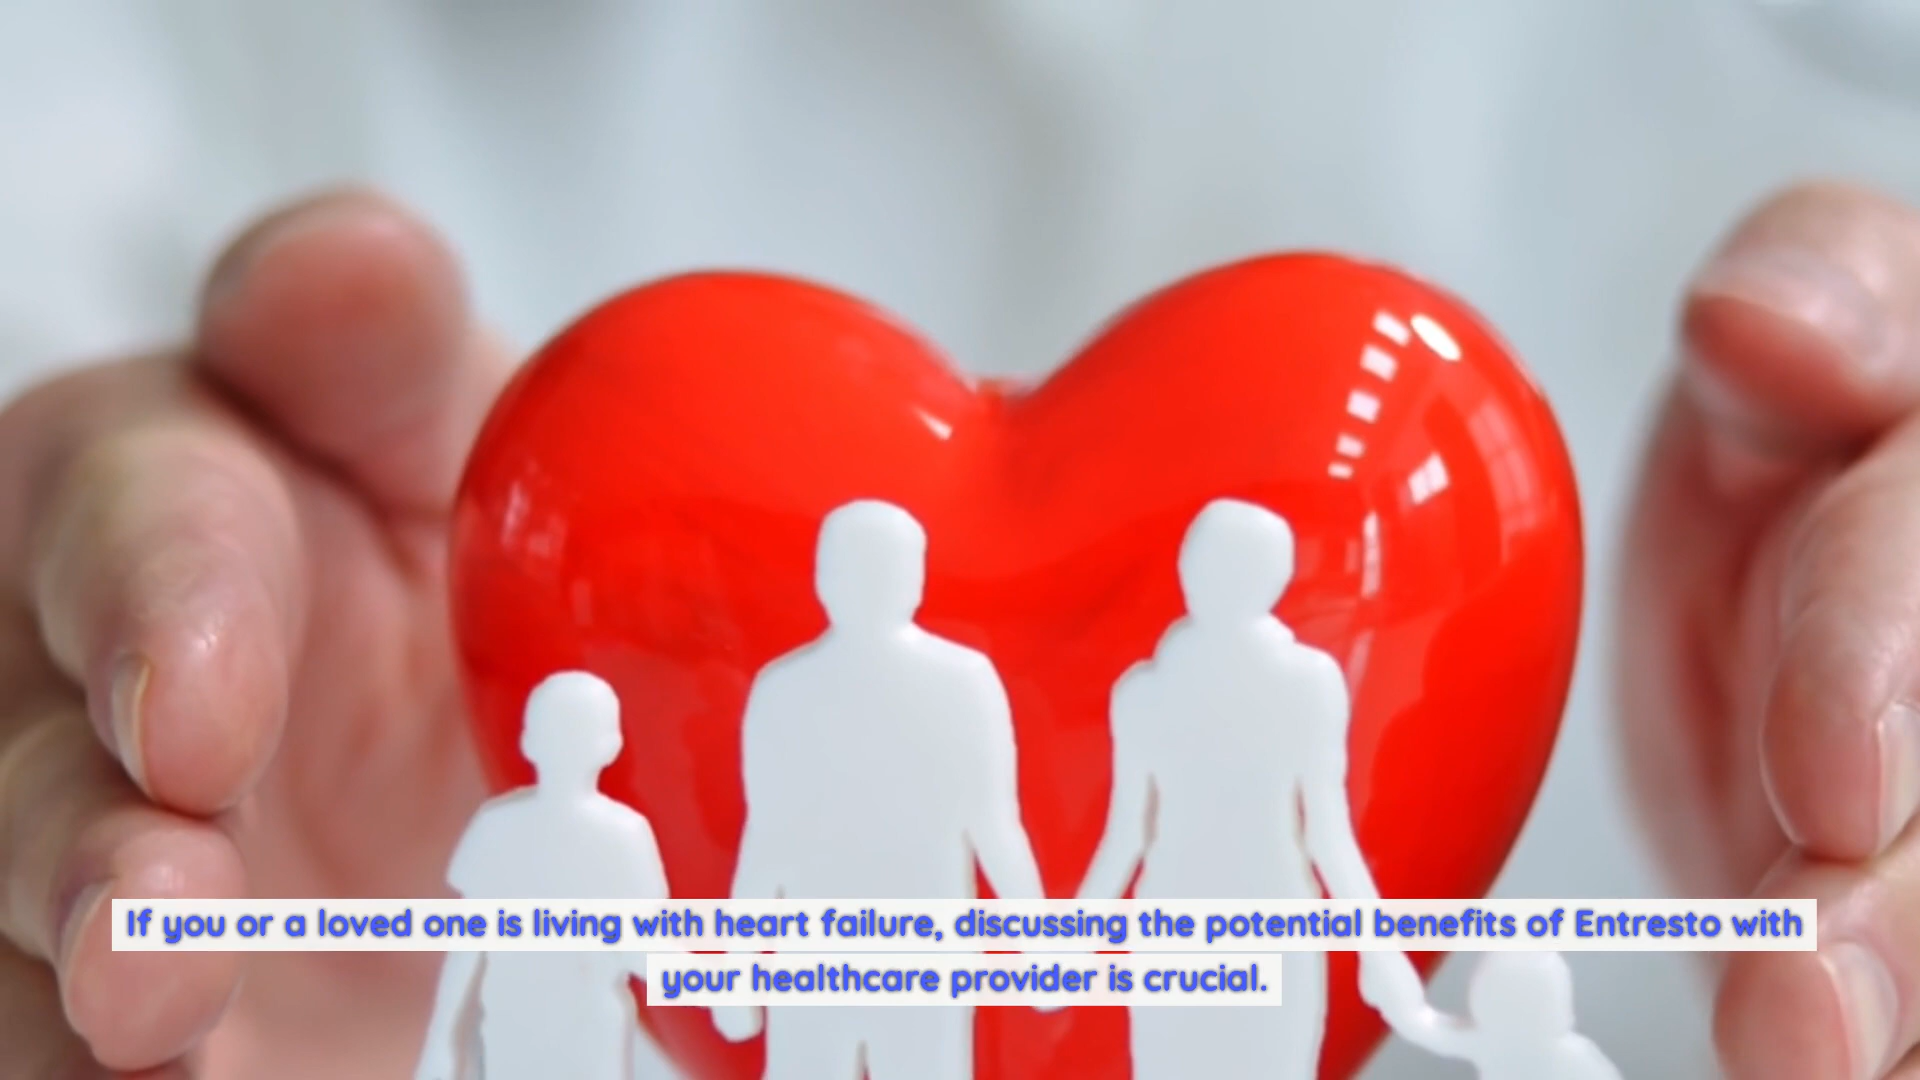 If you or a loved one is living with heart failure, discussing the potential benefits of Entresto with
your healthcare provider is crucial.